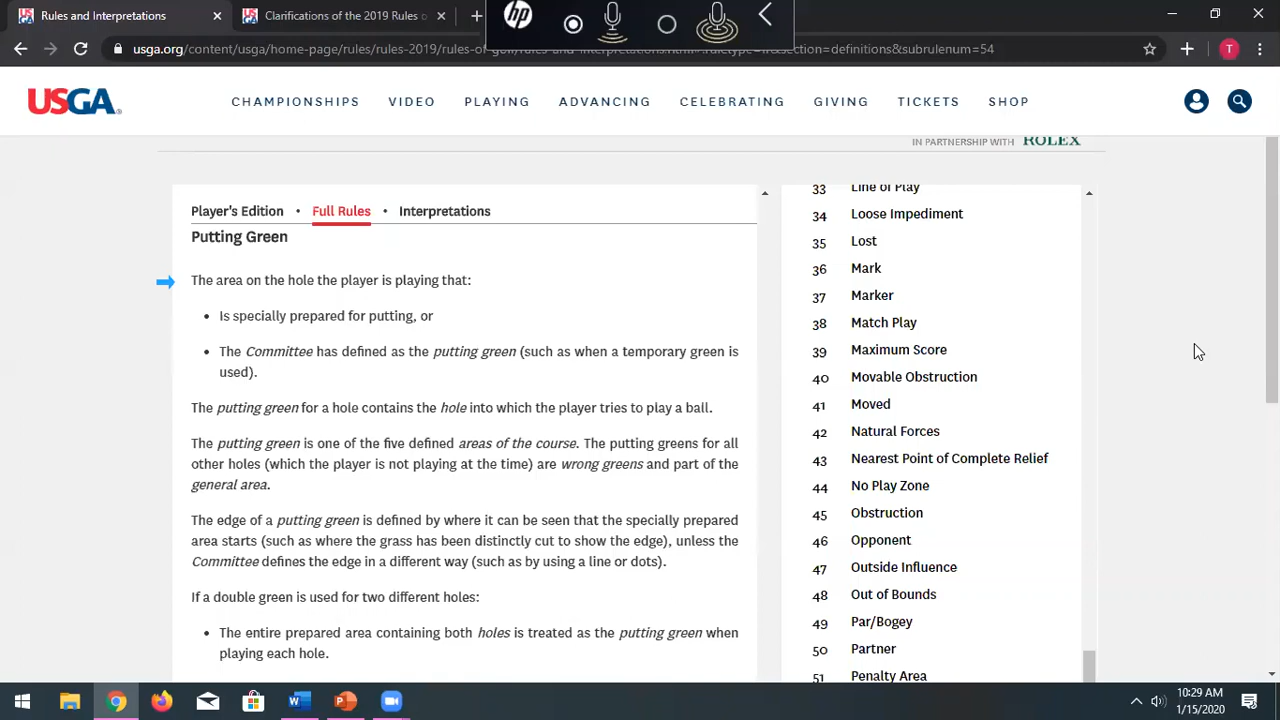 Rules and Interpretations
Clarifications of the 2019 Rules o
hp
usga.org/content/usga/home-page/rules/rules-2019/rules-of-golf/rules-and-interpretations.html
section=definitions&subrulenum=54
T
USGA
CHAMPIONSHIPS VIDEO PLAYING ADVANCING CELEBRATING GIVING TICKETS SHOP
IN PARTNERSHIP WITH ROLEX
Player's Edition • Full Rules • Interpretations
Putting Green
The area on the hole the player is playing that:
• Is specially prepared for putting, or
• The Committee has defined as the putting green (such as when a temporary green is
used).
The putting green for a hole contains the hole into which the player tries to play a ball.
The putting green is one of the five defined areas of the course. The putting greens for all
other holes (which the player is not playing at the time) are wrong greens and part of the
general area.
The edge of a putting green is defined by where it can be seen that the specially prepared
area starts (such as where the grass has been distinctly cut to show the edge), unless the
Committee defines the edge in a different way (such as by using a line or dots).
If a double green is used for two different holes:
• The entire prepared area containing both holes is treated as the putting green when
playing each hole.
33 Line of Play
34 Loose Impediment
35 Lost
36 Mark
37 Marker
38 Match Play
39 Maximum Score
40 Movable Obstruction
41 Moved
42 Natural Forces
43 Nearest Point of Complete Relief
44 No Play Zone
45 Obstruction
46 Opponent
47 Outside Influence
48 Out of Bounds
49 Par/Bogey
50 Partner
51 Penalty Area
10:29 AM
1/15/2020